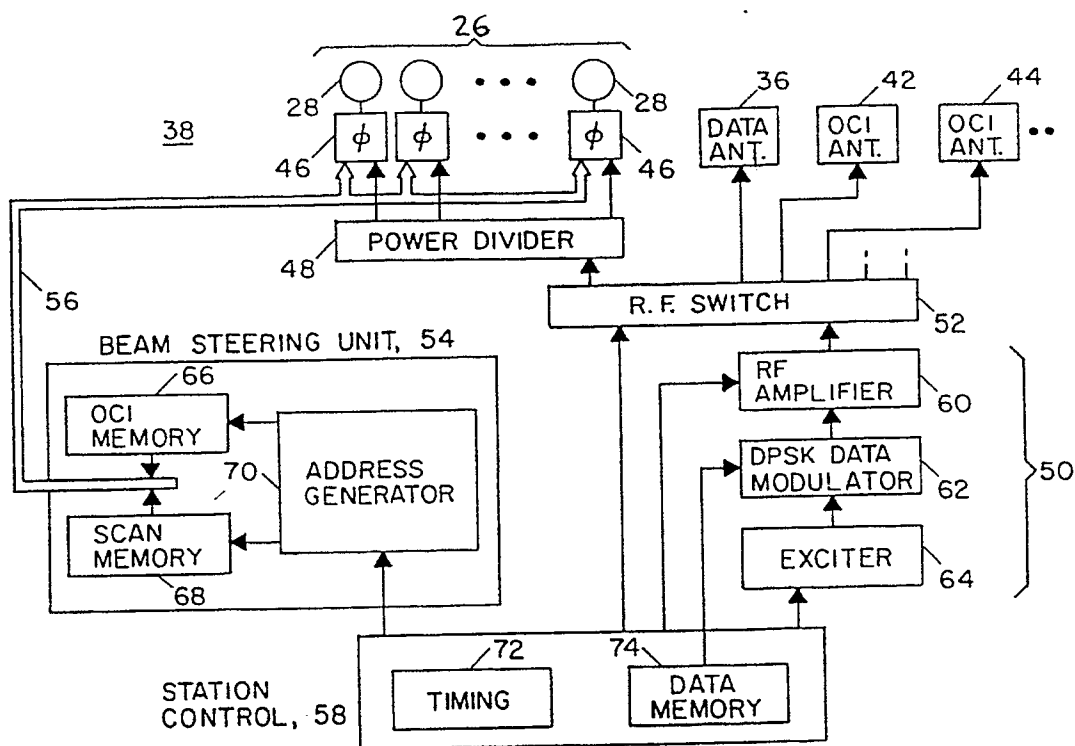 26
38
28
28
46
ϕ
ϕ
ϕ
46
36
DATA
ANT.
42
OCI
ANT.
44
OCI
ANT.
POWER DIVIDER
48
R.F. SWITCH
52
56
BEAM STEERING UNIT, 54
66
OCI
MEMORY
70
ADDRESS
GENERATOR
SCAN
MEMORY
68
RF
AMPLIFIER
60
DPSK DATA
MODULATOR
62
50
EXCITER
64
STATION
CONTROL, 58
72
TIMING
74
DATA
MEMORY